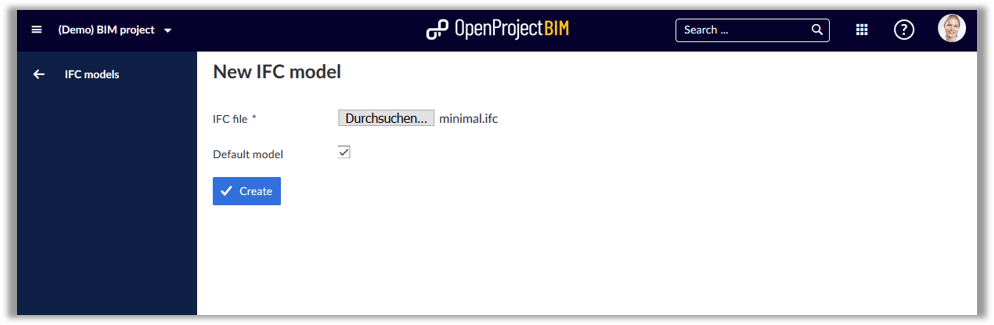 (Demo) BIM project
OpenProjectBIM
Search ...
?
IFC models
New IFC model
IFC file *
Durchsuchen... minimal.ifc
Default model
Create